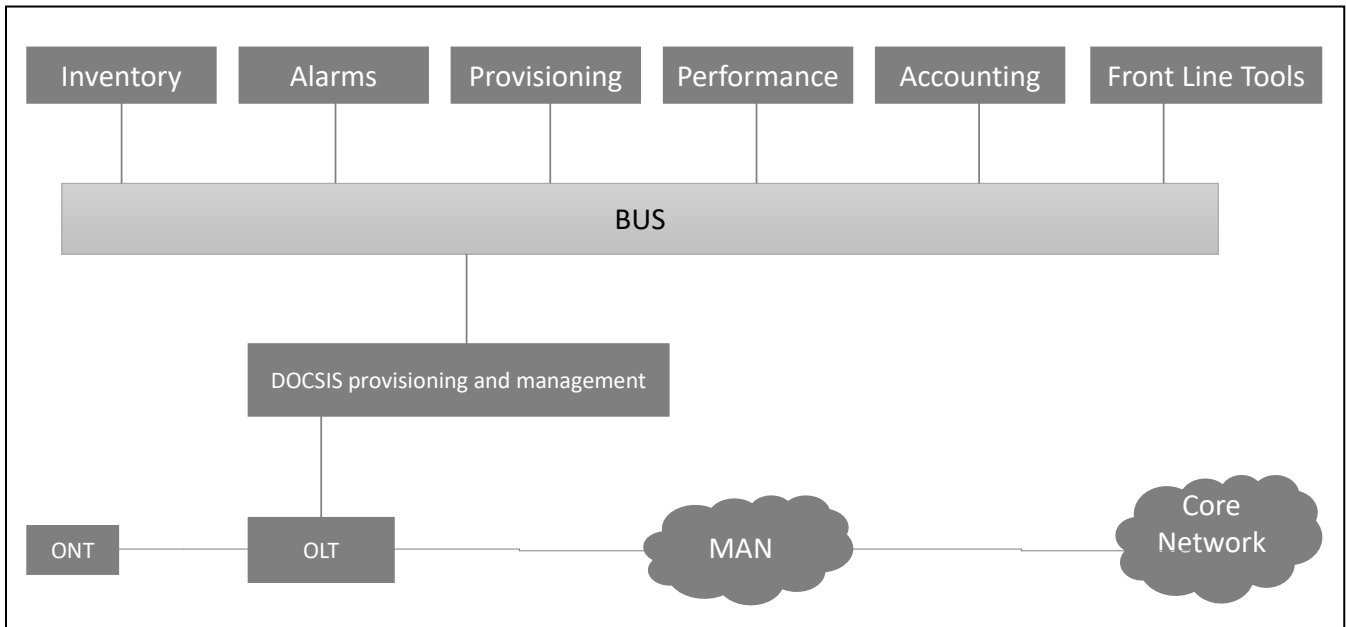 Inventory
Alarms
Provisioning
Performance
Accounting
Front Line Tools
BUS
DOCSIS provisioning and management
ONT
OLT
MAN
Core
Network